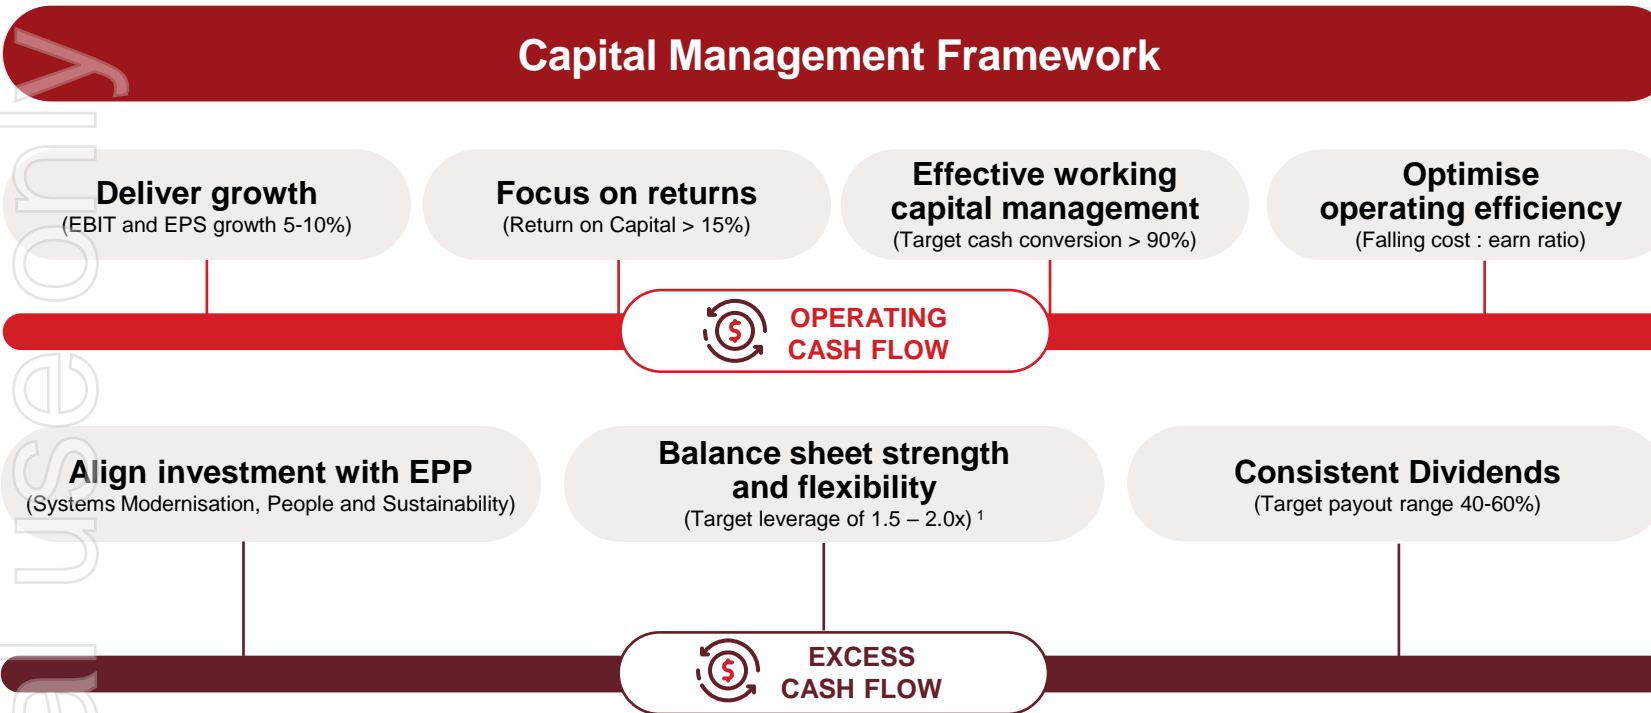 Capital Management Framework
Deliver growth
(EBIT and EPS growth 5-10%)
Focus on returns
(Return on Capital > 15%)
Effective working
capital management
(Target cash conversion > 90%)
Optimise
operating efficiency
(Falling cost : earn ratio)
$ OPERATING
CASH FLOW
Align investment with EPP
(Systems Modernisation, People and Sustainability)
Balance sheet strength
and flexibility
(Target leverage of 1.5 – 2.0x) 1
Consistent Dividends
(Target payout range 40-60%)
$ EXCESS
CASH FLOW
al use only